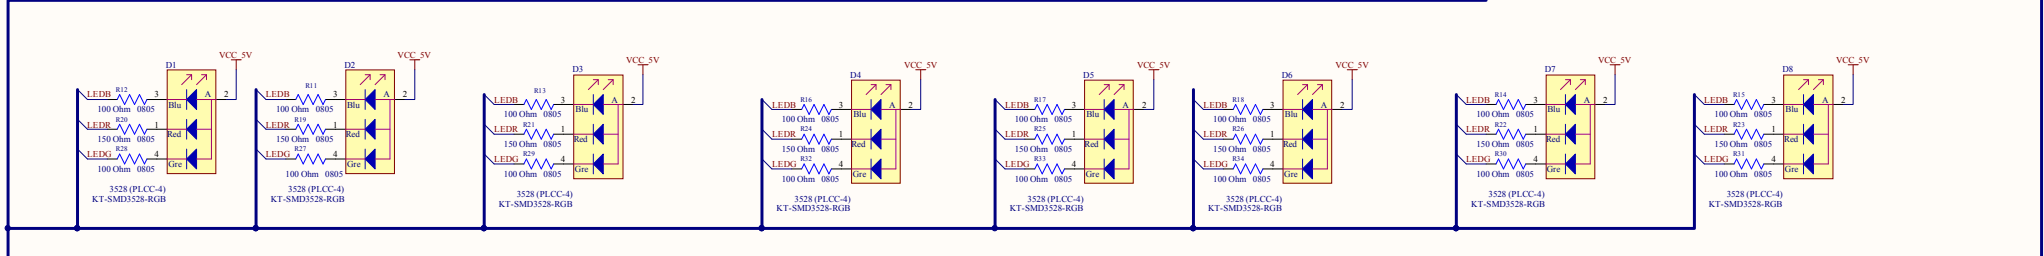 D1
VCC_5V
LEDB R12 3 Blu A 2
100 Ohm 0805
LEDR R20 1 Red
150 Ohm 0805
LEDG R28 4 Gre
100 Ohm 0805
3528 (PLCC-4)
KT-SMD3528-RGB
D2
VCC_5V
LEDB R11 3 Blu A 2
100 Ohm 0805
LEDR R19 1 Red
150 Ohm 0805
LEDG R27 4 Gre
100 Ohm 0805
3528 (PLCC-4)
KT-SMD3528-RGB
D3
VCC_5V
LEDB R13 3 Blu A 2
100 Ohm 0805
LEDR R21 1 Red
150 Ohm 0805
LEDG R29 4 Gre
100 Ohm 0805
3528 (PLCC-4)
KT-SMD3528-RGB
D4
VCC_5V
LEDB R16 3 Blu A 2
100 Ohm 0805
LEDR R24 1 Red
150 Ohm 0805
LEDG R32 4 Gre
100 Ohm 0805
3528 (PLCC-4)
KT-SMD3528-RGB
D5
VCC_5V
LEDB R17 3 Blu A 2
100 Ohm 0805
LEDR R25 1 Red
150 Ohm 0805
LEDG R33 4 Gre
100 Ohm 0805
3528 (PLCC-4)
KT-SMD3528-RGB
D6
VCC_5V
LEDB R18 3 Blu A 2
100 Ohm 0805
LEDR R26 1 Red
150 Ohm 0805
LEDG R34 4 Gre
100 Ohm 0805
3528 (PLCC-4)
KT-SMD3528-RGB
D7
VCC_5V
LEDB R14 3 Blu A 2
100 Ohm 0805
LEDR R22 1 Red
150 Ohm 0805
LEDG R30 4 Gre
100 Ohm 0805
3528 (PLCC-4)
KT-SMD3528-RGB
D8
VCC_5V
LEDB R15 3 Blu A 2
100 Ohm 0805
LEDR R23 1 Red
150 Ohm 0805
LEDG R31 4 Gre
100 Ohm 0805
3528 (PLCC-4)
KT-SMD3528-RGB